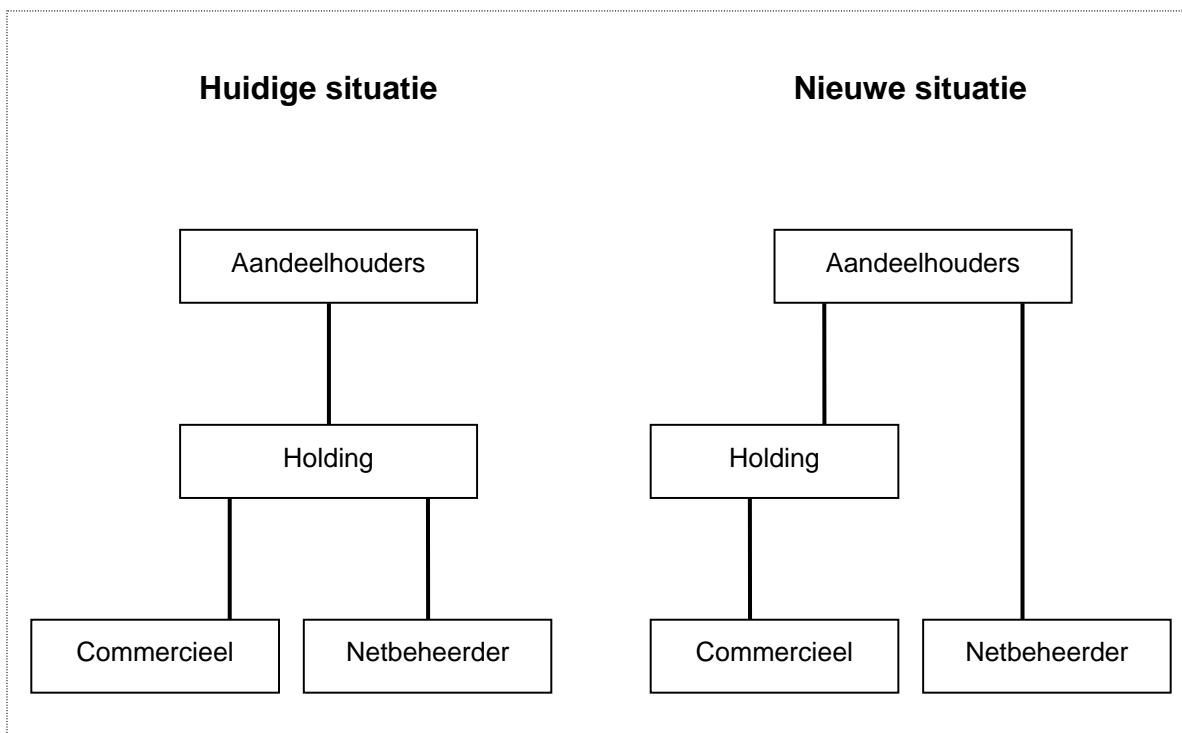 Huidige situatie
Nieuwe situatie
Aandeelhouders
Aandeelhouders
Holding
Holding
Commercieel
Netbeheerder
Commercieel
Netbeheerder